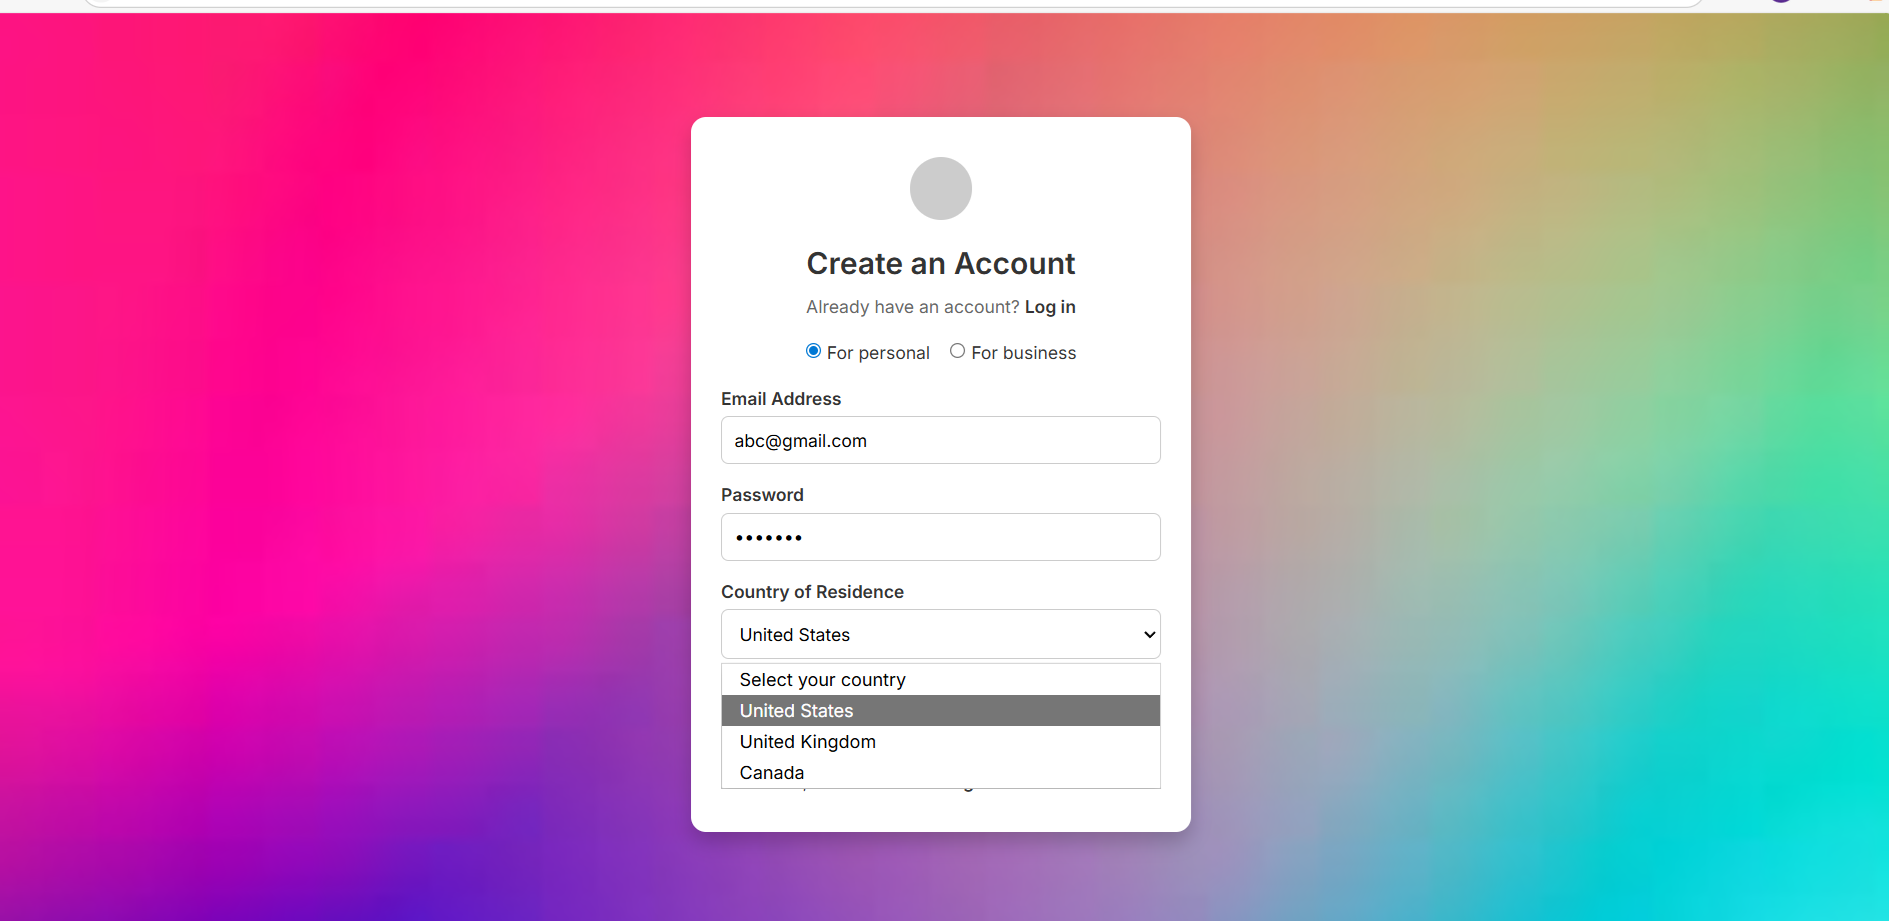 Create an Account
Already have an account? Log in
For personal For business
Email Address
abc@gmail.com
Password
•••••••
Country of Residence
United States
Select your country
United States
United Kingdom
Canada